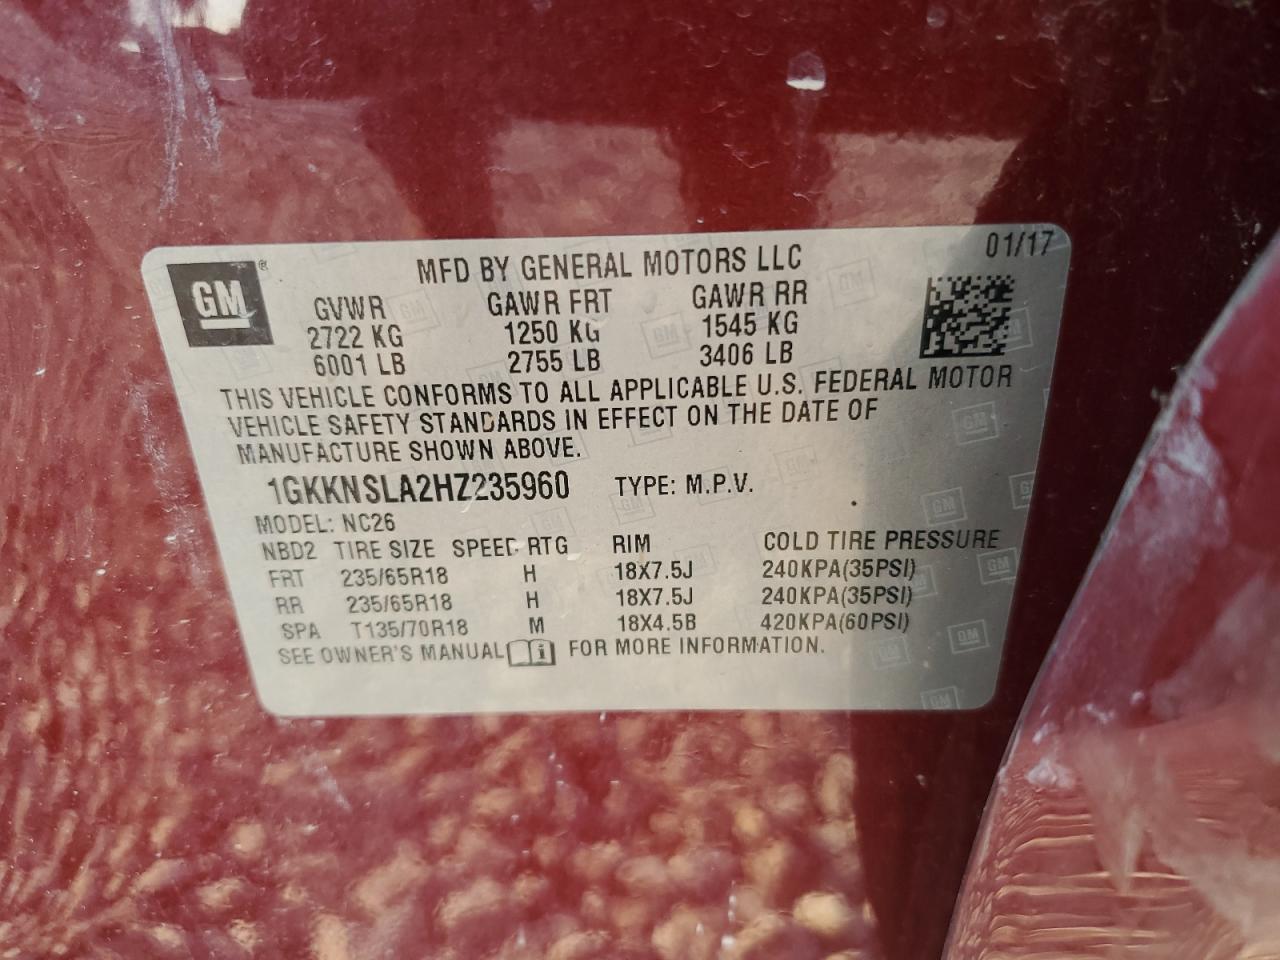 01/17
GM®
MFD BY GENERAL MOTORS LLC
GVWR GAWR FRT GAWR RR
2722 KG 1250 KG 1545 KG
6001 LB 2755 LB 3406 LB
THIS VEHICLE CONFORMS TO ALL APPLICABLE U.S. FEDERAL MOTOR
VEHICLE SAFETY STANDARDS IN EFFECT ON THE DATE OF
MANUFACTURE SHOWN ABOVE.
1GKKNSLA2HZ235960 TYPE: M.P.V.
MODEL: NC26
NBD2 TIRE SIZE SPEED RTG RIM COLD TIRE PRESSURE
FRT 235/65R18 H 18X7.5J 240KPA(35PSI)
RR 235/65R18 H 18X7.5J 240KPA(35PSI)
SPA T135/70R18 M 18X4.5B 420KPA(60PSI)
SEE OWNER'S MANUAL i FOR MORE INFORMATION.